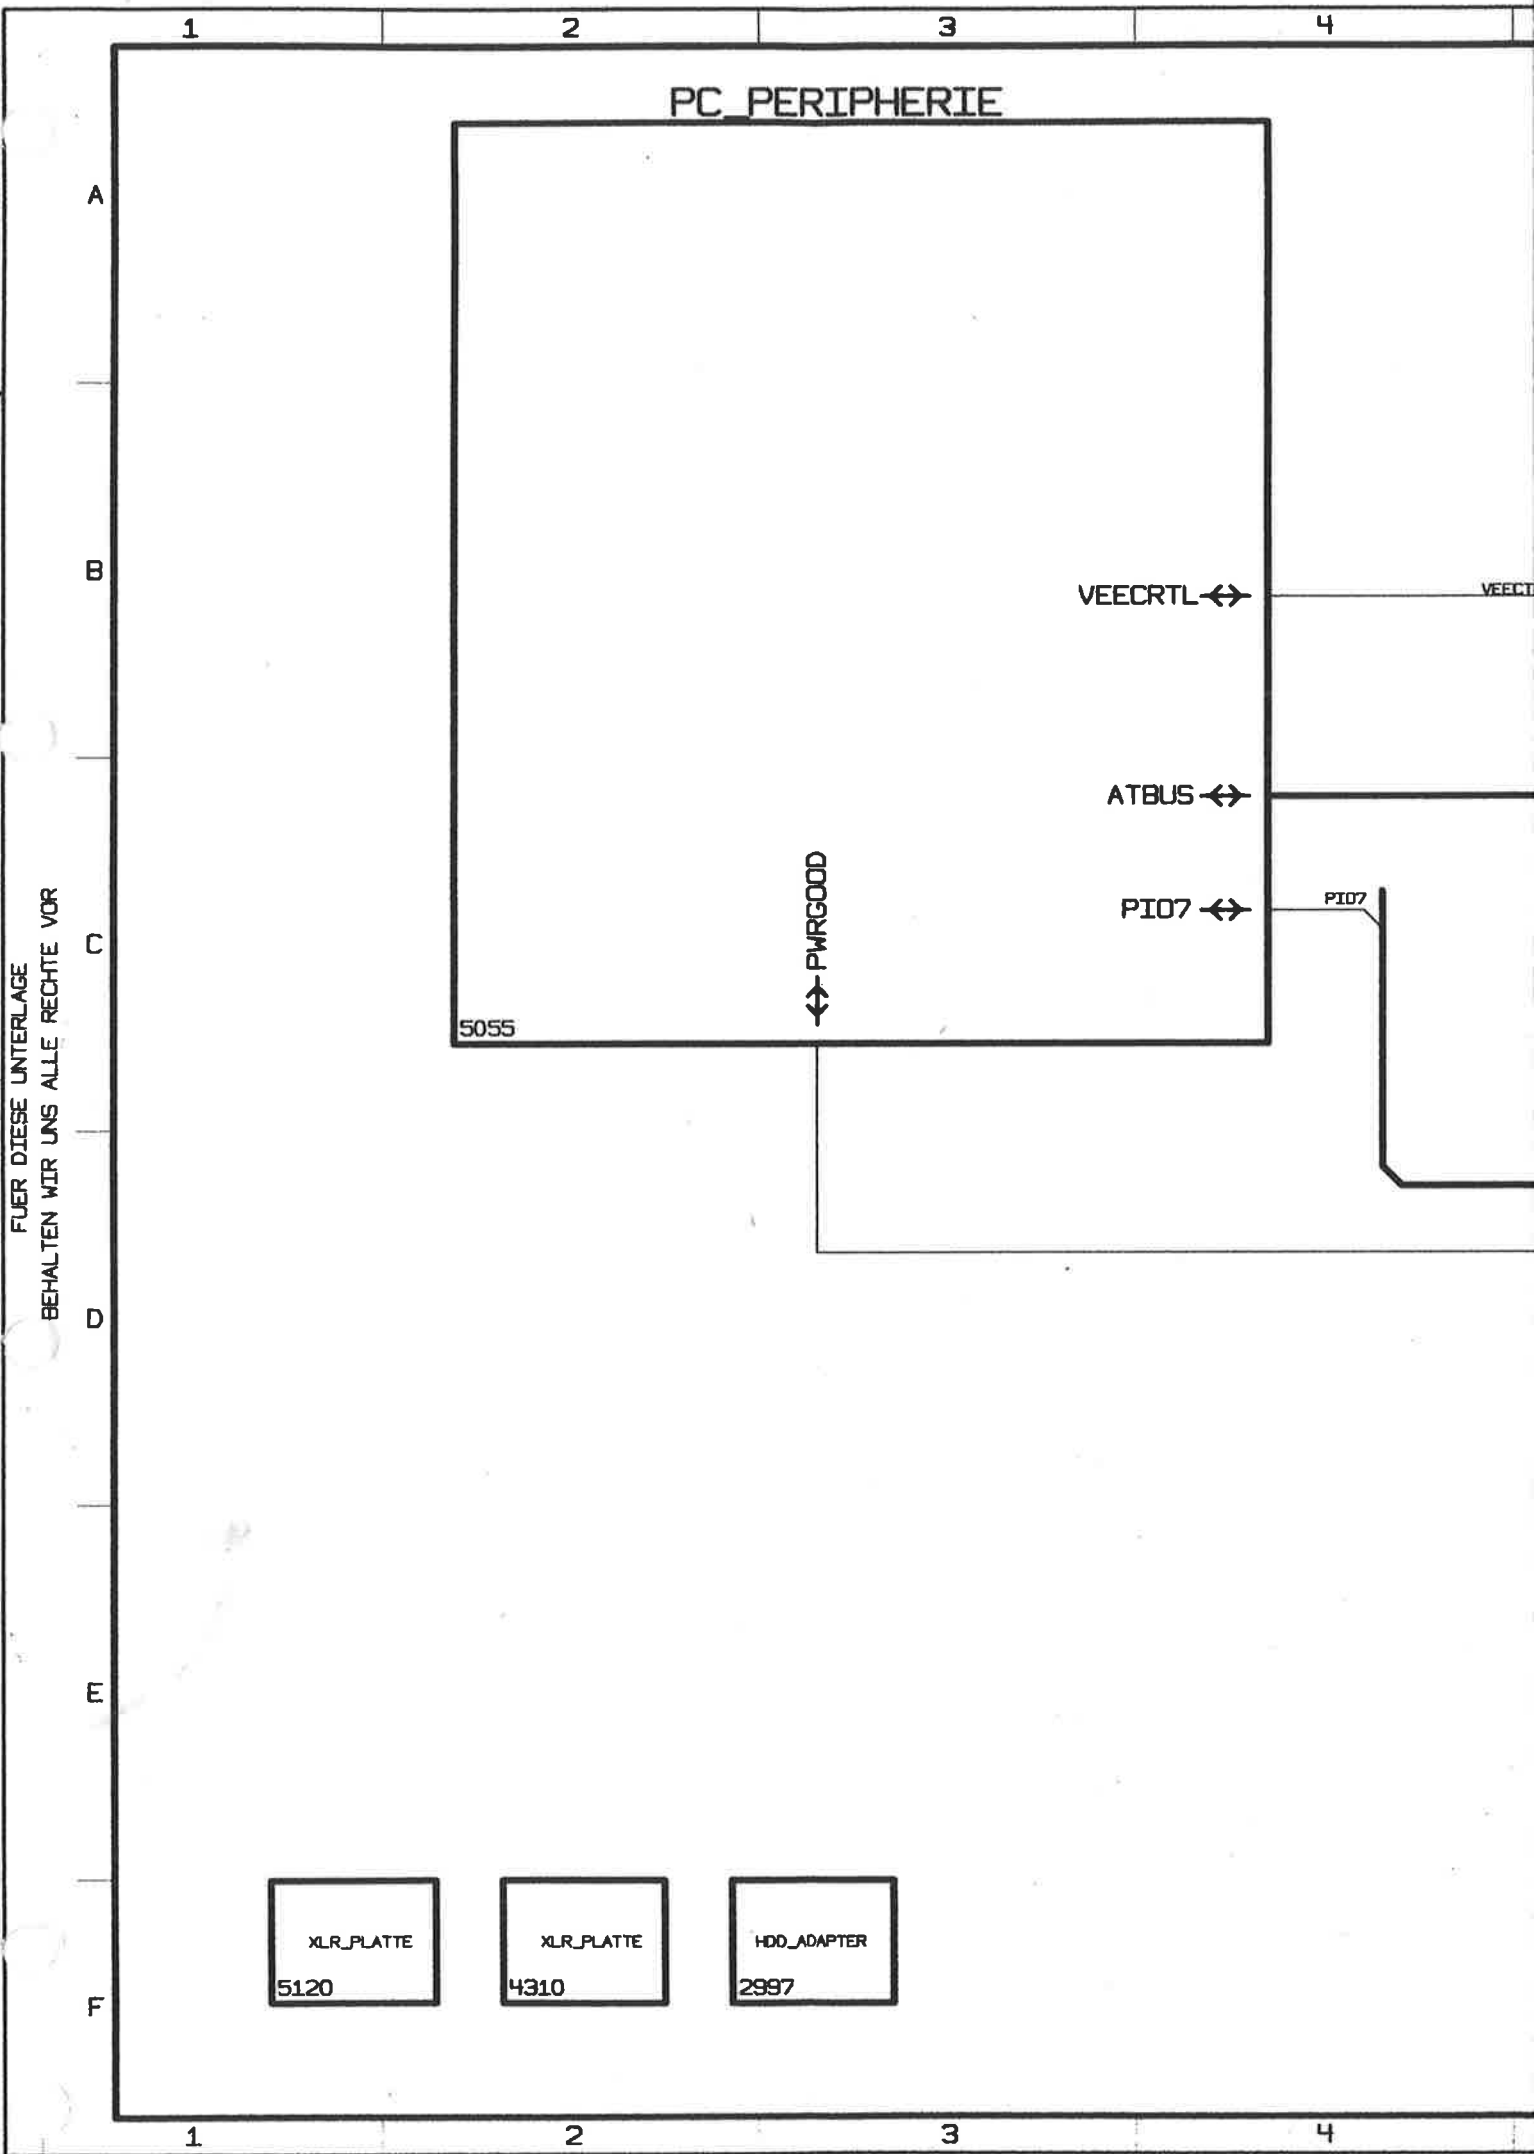 1 2 3 4
PC_PERIPHERIE
A
B
VEECRTL
VEECT
ATBUS
PIO7
PIO7
PWRGOOD
C
5055
FUER DIESE UNTERLAGE
BEHALTEN WIR UNS ALLE RECHTE VOR
D
E
XLR_PLATTE
5120
XLR_PLATTE
4310
HDD_ADAPTER
2997
F
1 2 3 4